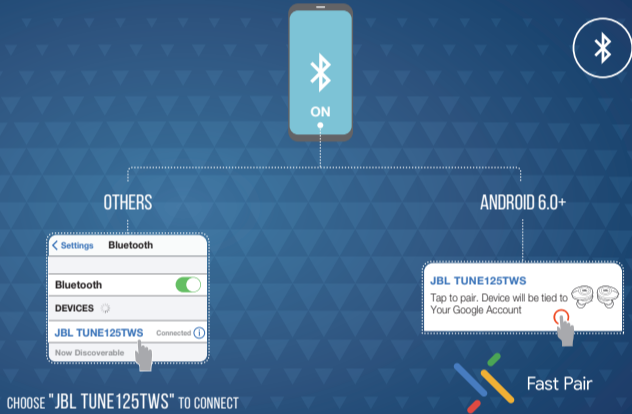 ON
OTHERS
ANDROID 6.0+
Settings Bluetooth
Bluetooth
DEVICES
JBL TUNE125TWS Connected
Now Discoverable
JBL TUNE125TWS
Tap to pair. Device will be tied to
Your Google Account
Fast Pair
CHOOSE "JBL TUNE125TWS" TO CONNECT